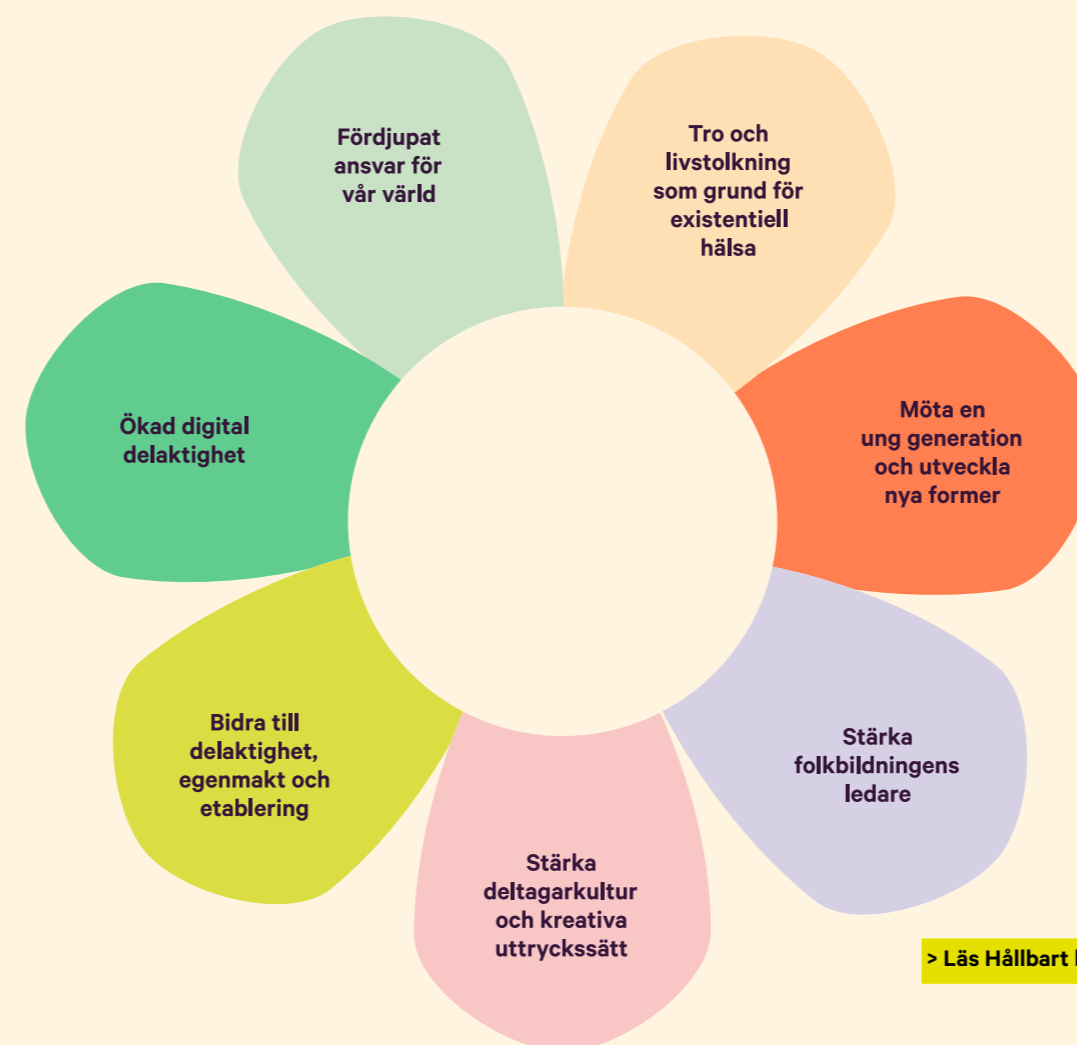 Fördjupat
ansvar för
vår värld
Tro och
livstolkning
som grund för
existentiell
hälsa
Möta en
ung generation
och utveckla
nya former
Stärka
folkbildningens
ledare
Stärka
deltagarkultur
och kreativa
uttryckssätt
Bidra till
delaktighet,
egenmakt och
etablering
Ökad digital
delaktighet
> Läs Hållbart